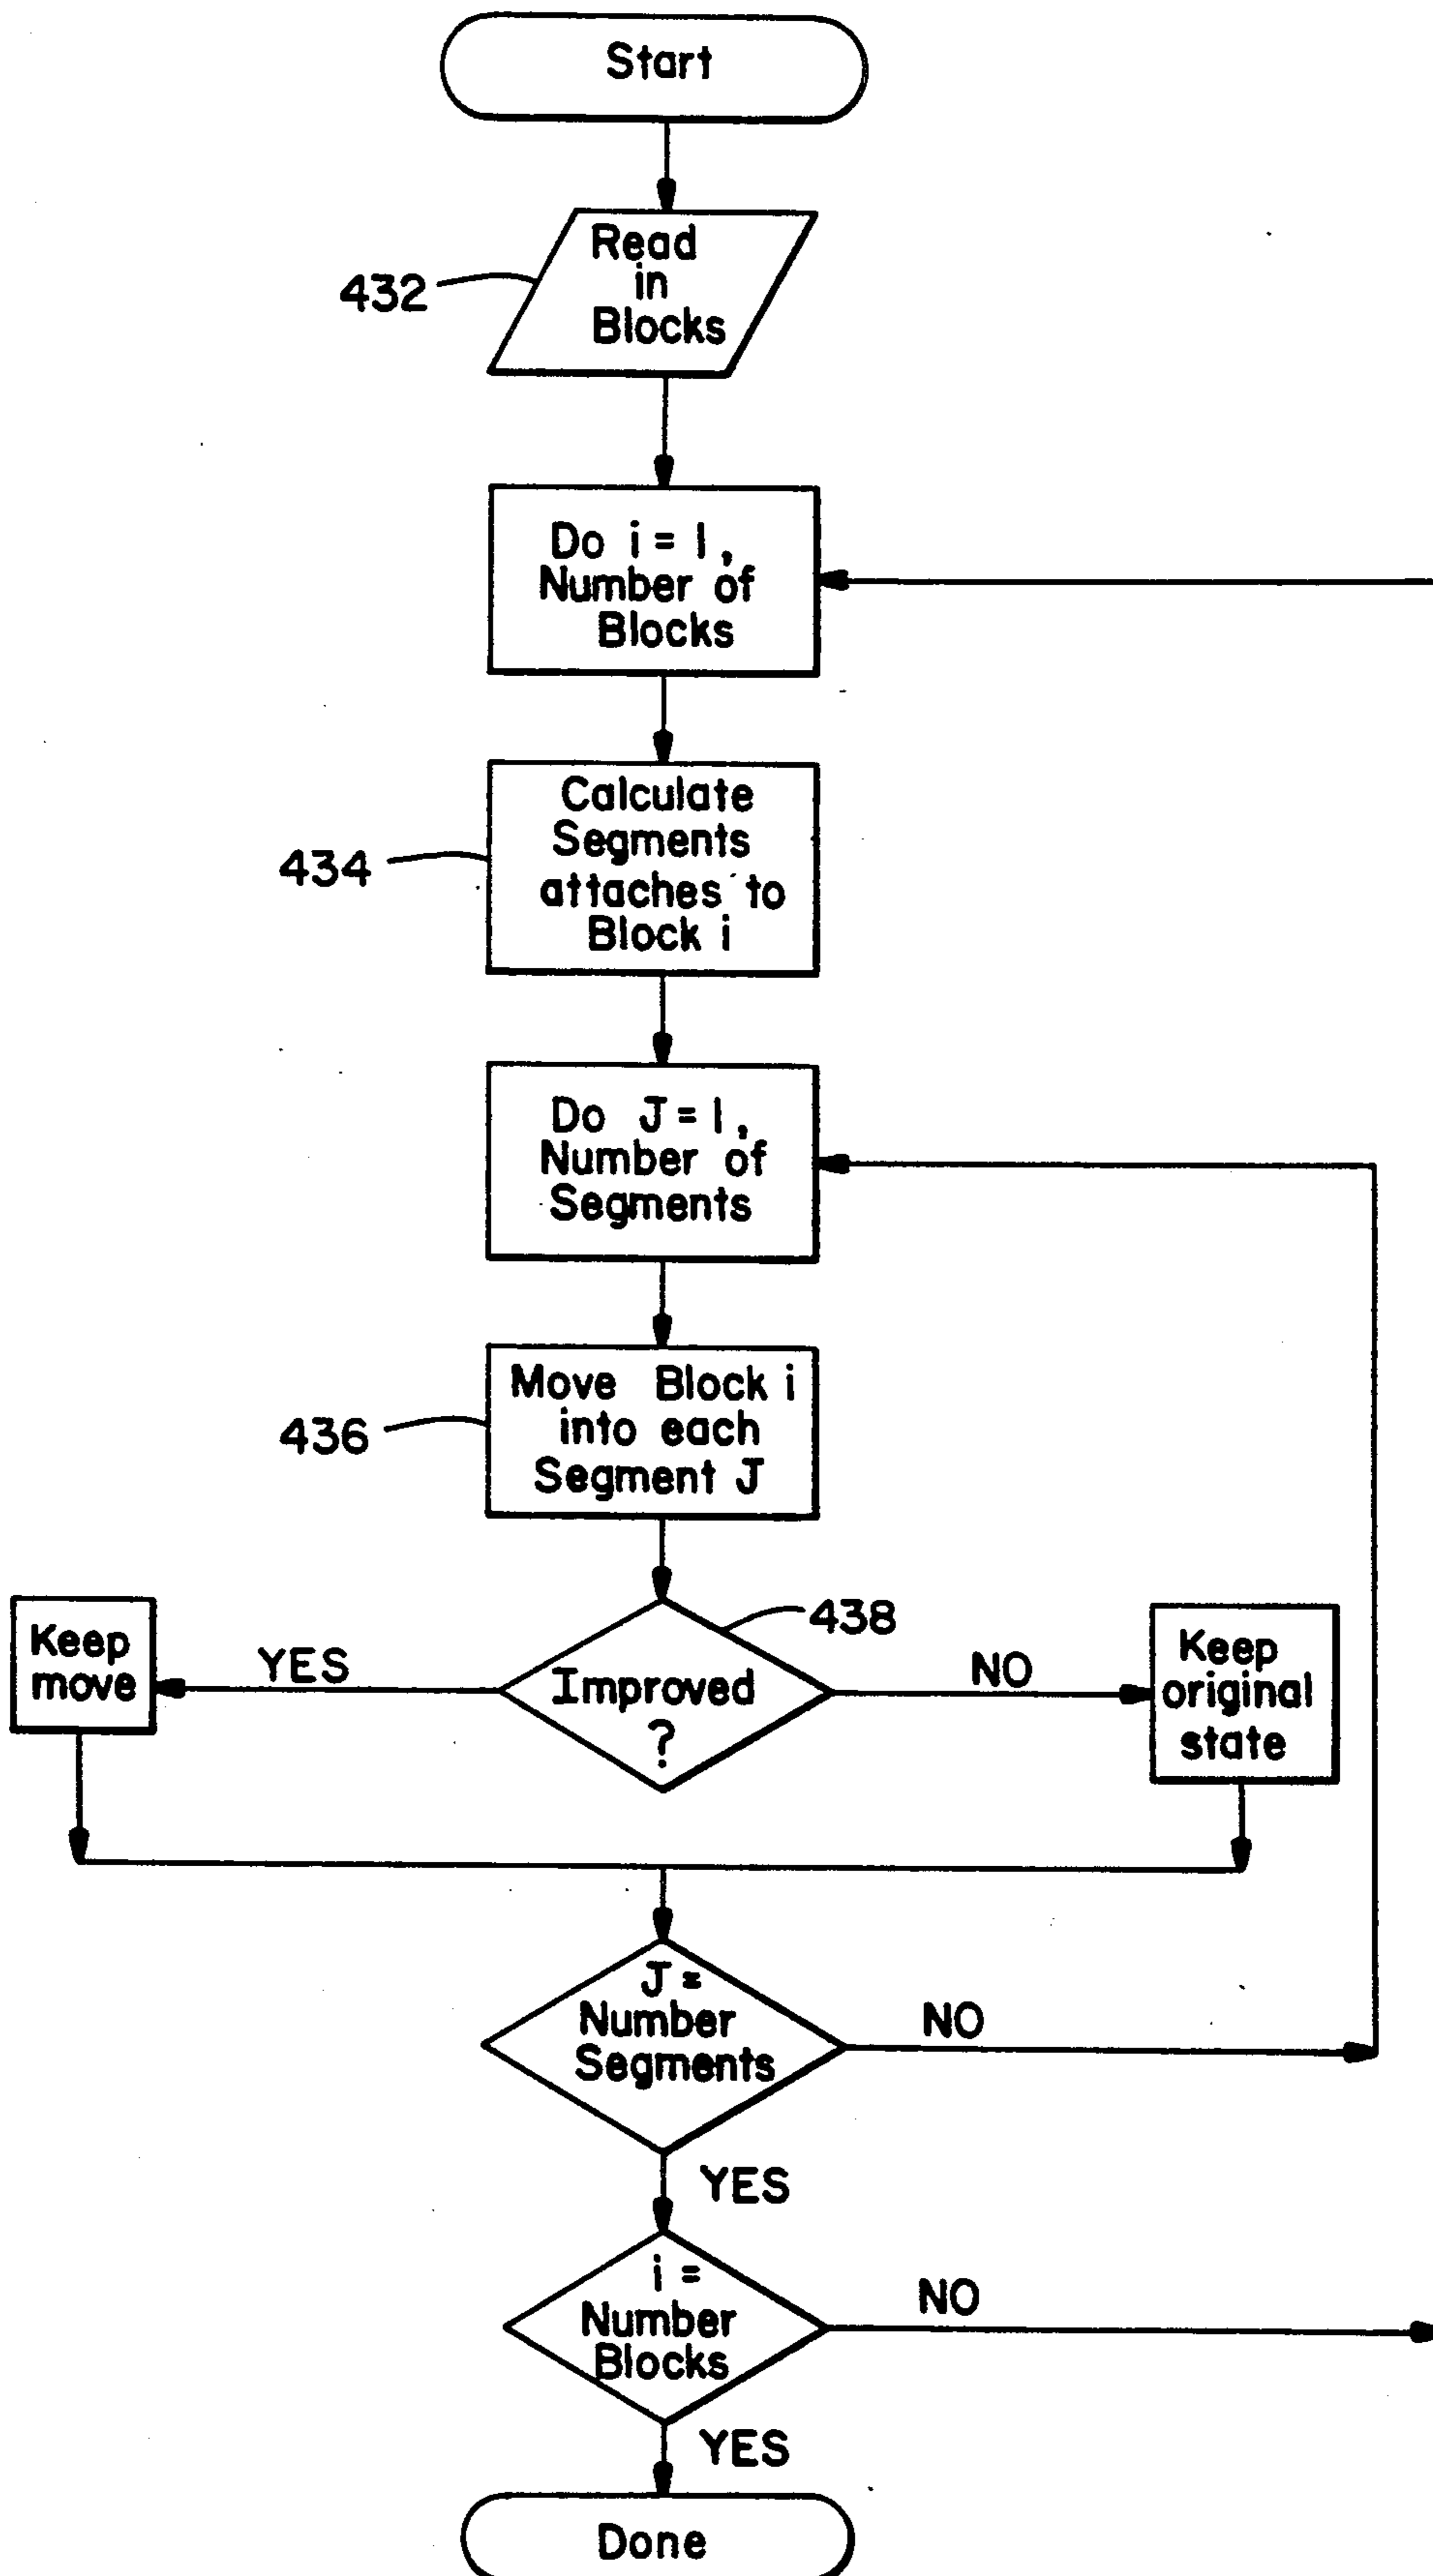 Start
Read
in
Blocks
432
Do i = 1,
Number of
Blocks
Calculate
Segments
attaches to
Block i
434
Do J = 1,
Number of
Segments
Move Block i
into each
Segment J
436
438
Keep
move
YES
Improved
?
NO
Keep
original
state
J =
Number
Segments
NO
YES
i =
Number
Blocks
NO
YES
Done